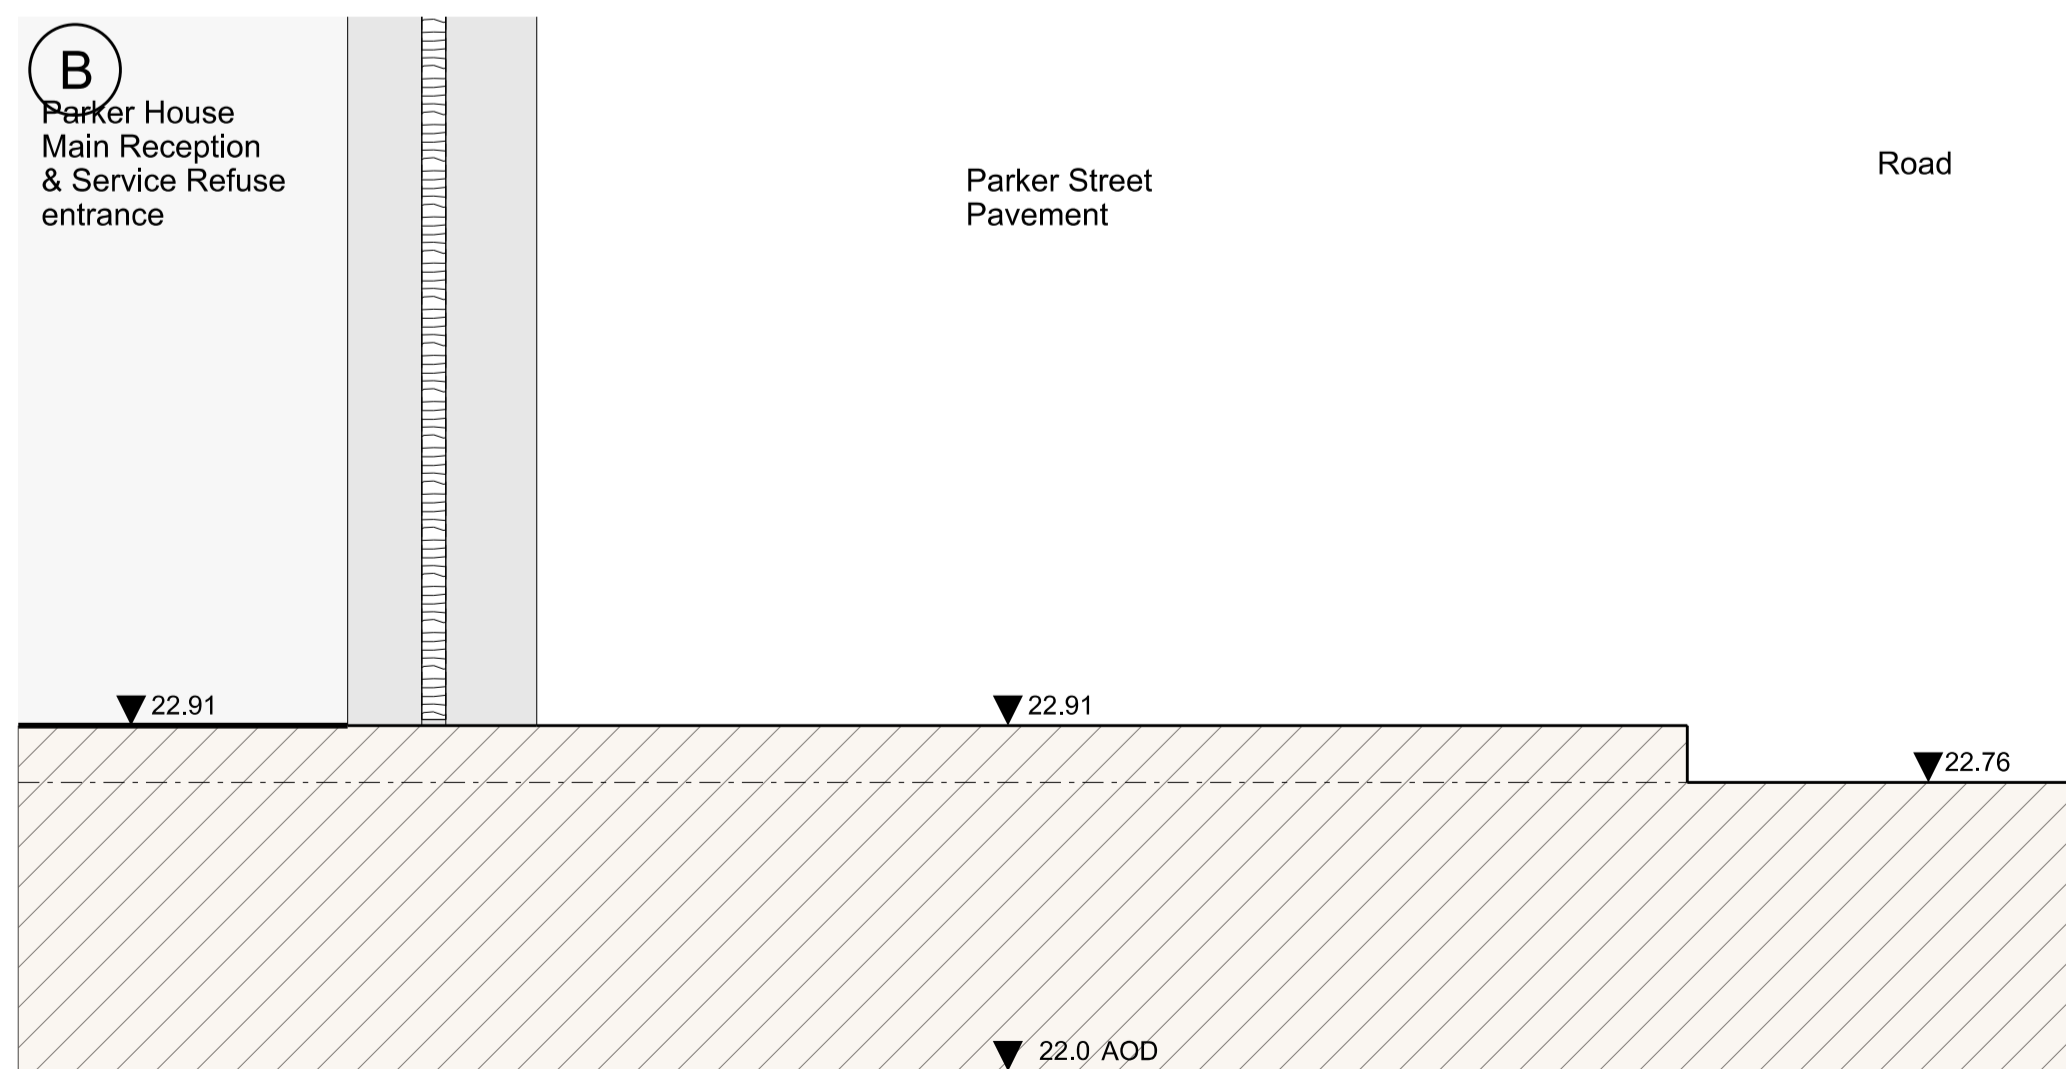 B
Parker House
Main Reception
& Service Refuse
entrance
Parker Street
Pavement
Road
22.91
22.91
22.76
22.0 AOD